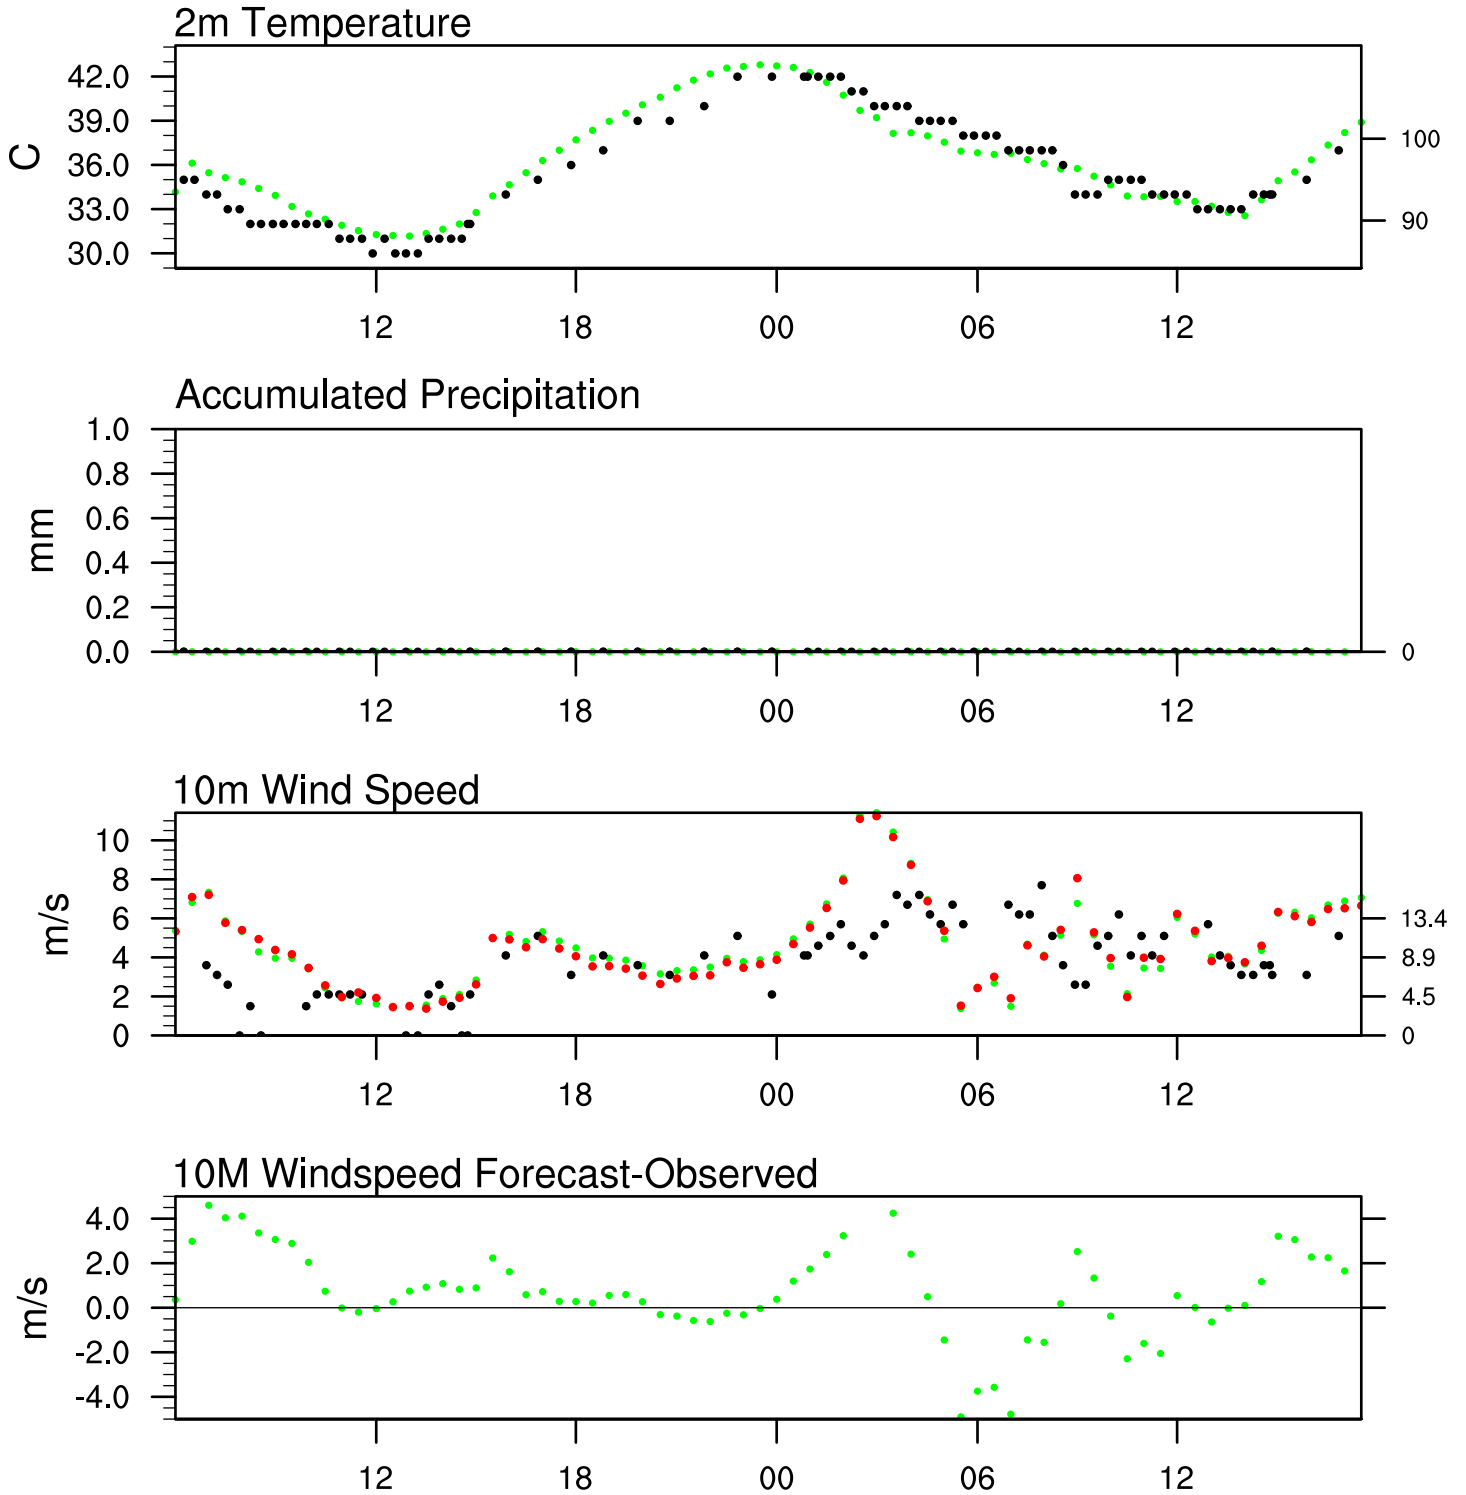 2m Temperature
42.0
39.0
36.0
33.0
30.0
C
100
90
12 18 00 06 12
Accumulated Precipitation
1.0
0.8
0.6
0.4
0.2
0.0
mm
0
12 18 00 06 12
10m Wind Speed
10
8
6
4
2
0
m/s
13.4
8.9
4.5
0
12 18 00 06 12
10M Windspeed Forecast-Observed
4.0
2.0
0.0
-2.0
-4.0
m/s
12 18 00 06 12